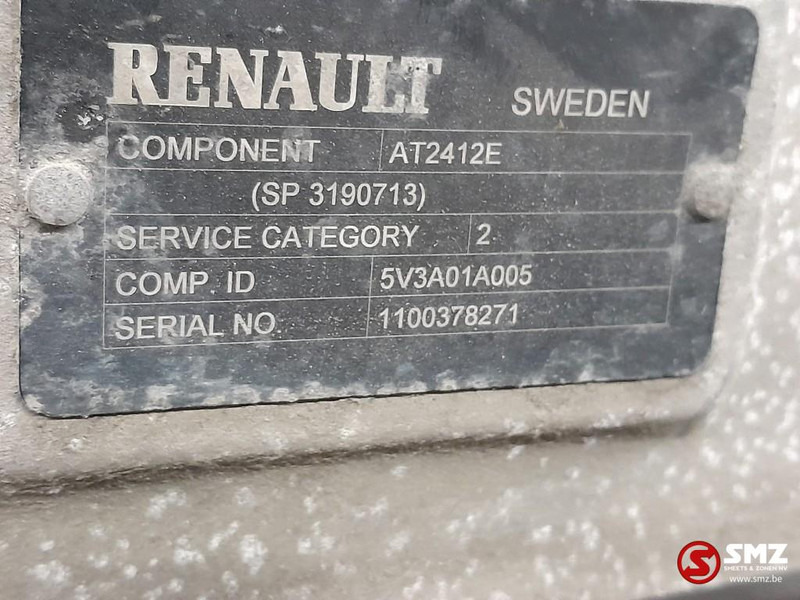 RENAULT SWEDEN
COMPONENT AT2412E
(SP 3190713)
SERVICE CATEGORY 2
COMP. ID 5V3A01A005
SERIAL NO. 1100378271
SMZ
SMEETS & ZONEN NV
www.smz.be